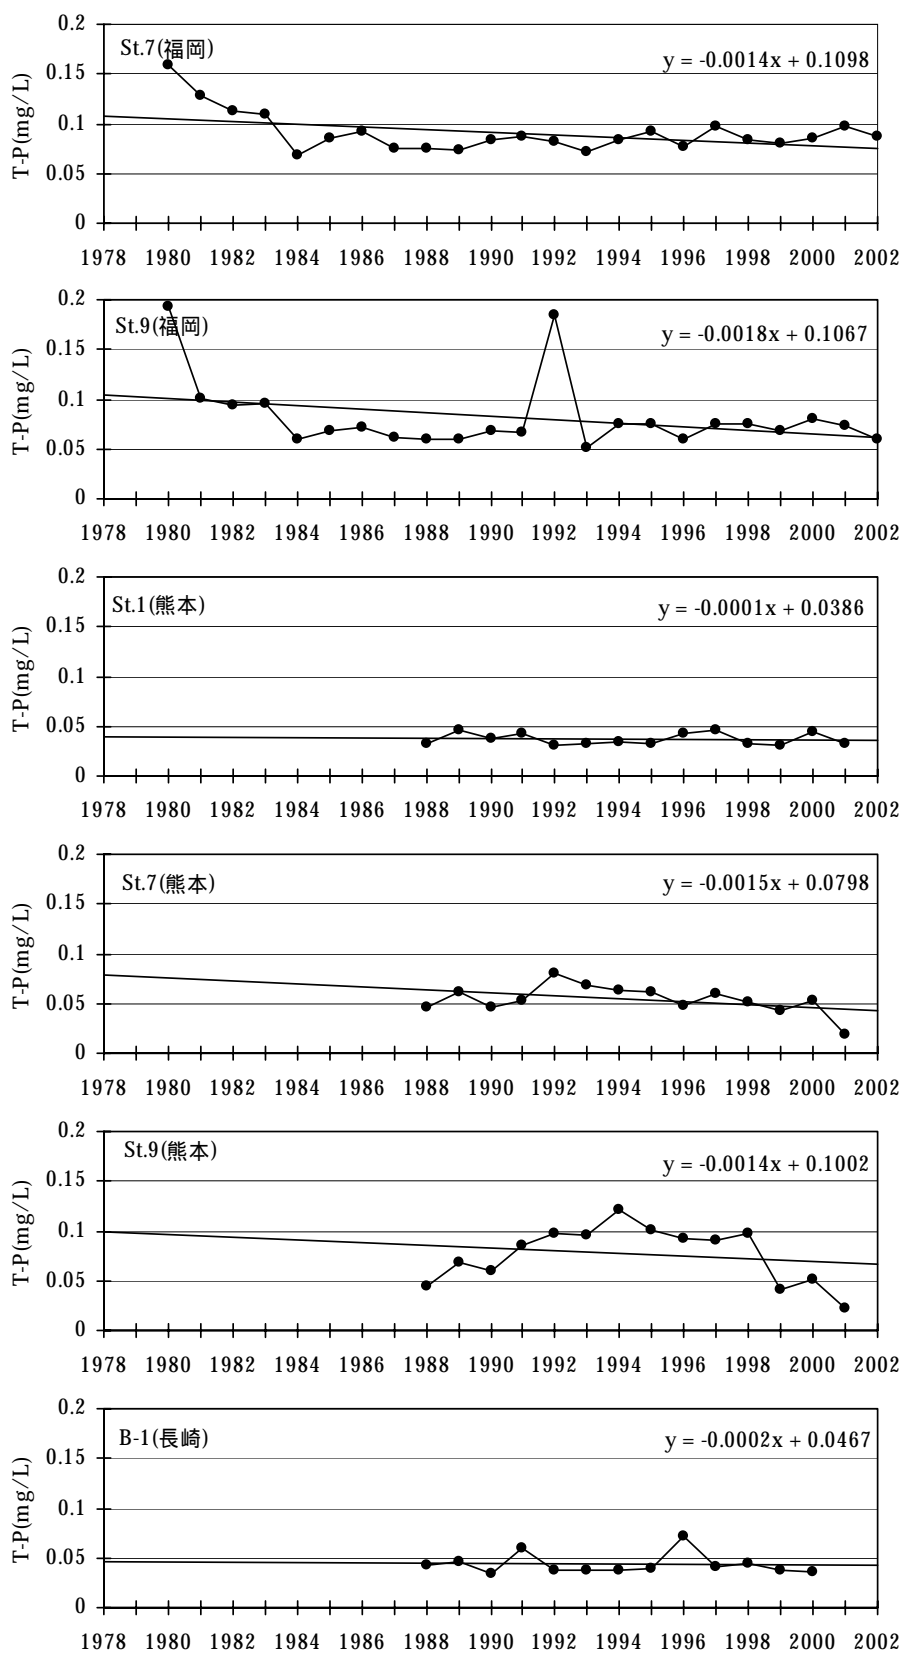 0.2
St.7(福岡)
y = -0.0014x + 0.1098
0.15
0.1
0.05
0
T-P(mg/L)
1978 1980 1982 1984 1986 1988 1990 1992 1994 1996 1998 2000 2002
0.2
St.9(福岡)
y = -0.0018x + 0.1067
0.15
0.1
0.05
0
T-P(mg/L)
1978 1980 1982 1984 1986 1988 1990 1992 1994 1996 1998 2000 2002
0.2
St.1(熊本)
y = -0.0001x + 0.0386
0.15
0.1
0.05
0
T-P(mg/L)
1978 1980 1982 1984 1986 1988 1990 1992 1994 1996 1998 2000 2002
0.2
St.7(熊本)
y = -0.0015x + 0.0798
0.15
0.1
0.05
0
T-P(mg/L)
1978 1980 1982 1984 1986 1988 1990 1992 1994 1996 1998 2000 2002
0.2
St.9(熊本)
y = -0.0014x + 0.1002
0.15
0.1
0.05
0
T-P(mg/L)
1978 1980 1982 1984 1986 1988 1990 1992 1994 1996 1998 2000 2002
0.2
B-1(長崎)
y = -0.0002x + 0.0467
0.15
0.1
0.05
0
T-P(mg/L)
1978 1980 1982 1984 1986 1988 1990 1992 1994 1996 1998 2000 2002